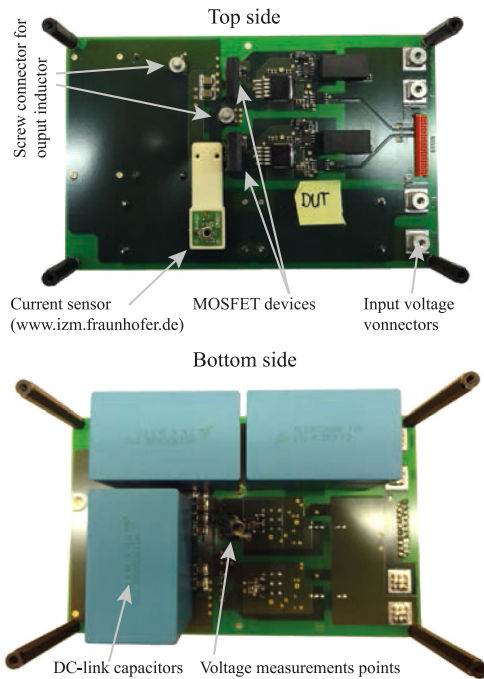 Top side
Screw connector for
ouput inductor
DUT
Current sensor
(www.izm.fraunhofer.de)
MOSFET devices
Input voltage
vonnectors
Bottom side
DC-link capacitors
Voltage measurements points